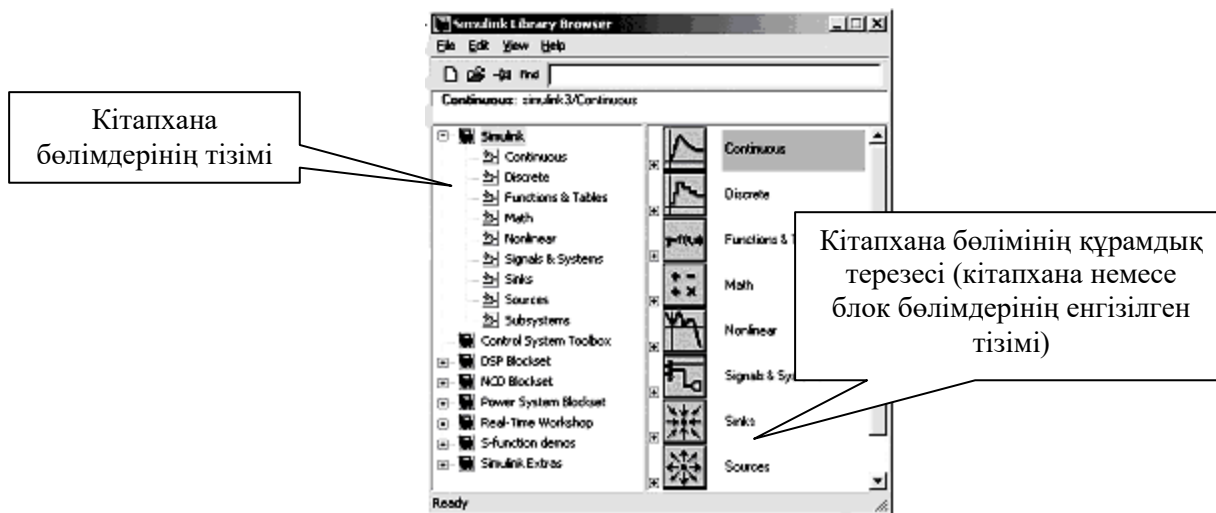 Simulink Library Browser
File Edit View Help
Find
Continuous: simulink3/Continuous
Кітапхана
бөлімдерінің тізімі
Simulink
Continuous
Discrete
Functions & Tables
Math
Nonlinear
Signals & Systems
Sinks
Sources
Subsystems
Control System Toolbox
DSP Blockset
NCD Blockset
Power System Blockset
Real-Time Workshop
S-function demos
Simulink Extras
Continuous
Discrete
y=f(u)
Functions & T
Math
Nonlinear
Signals & Sy
Sinks
Sources
Кітапхана бөлімінің құрамдық
терезесі (кітапхана немесе
блок бөлімдерінің енгізілген
тізімі)
Ready